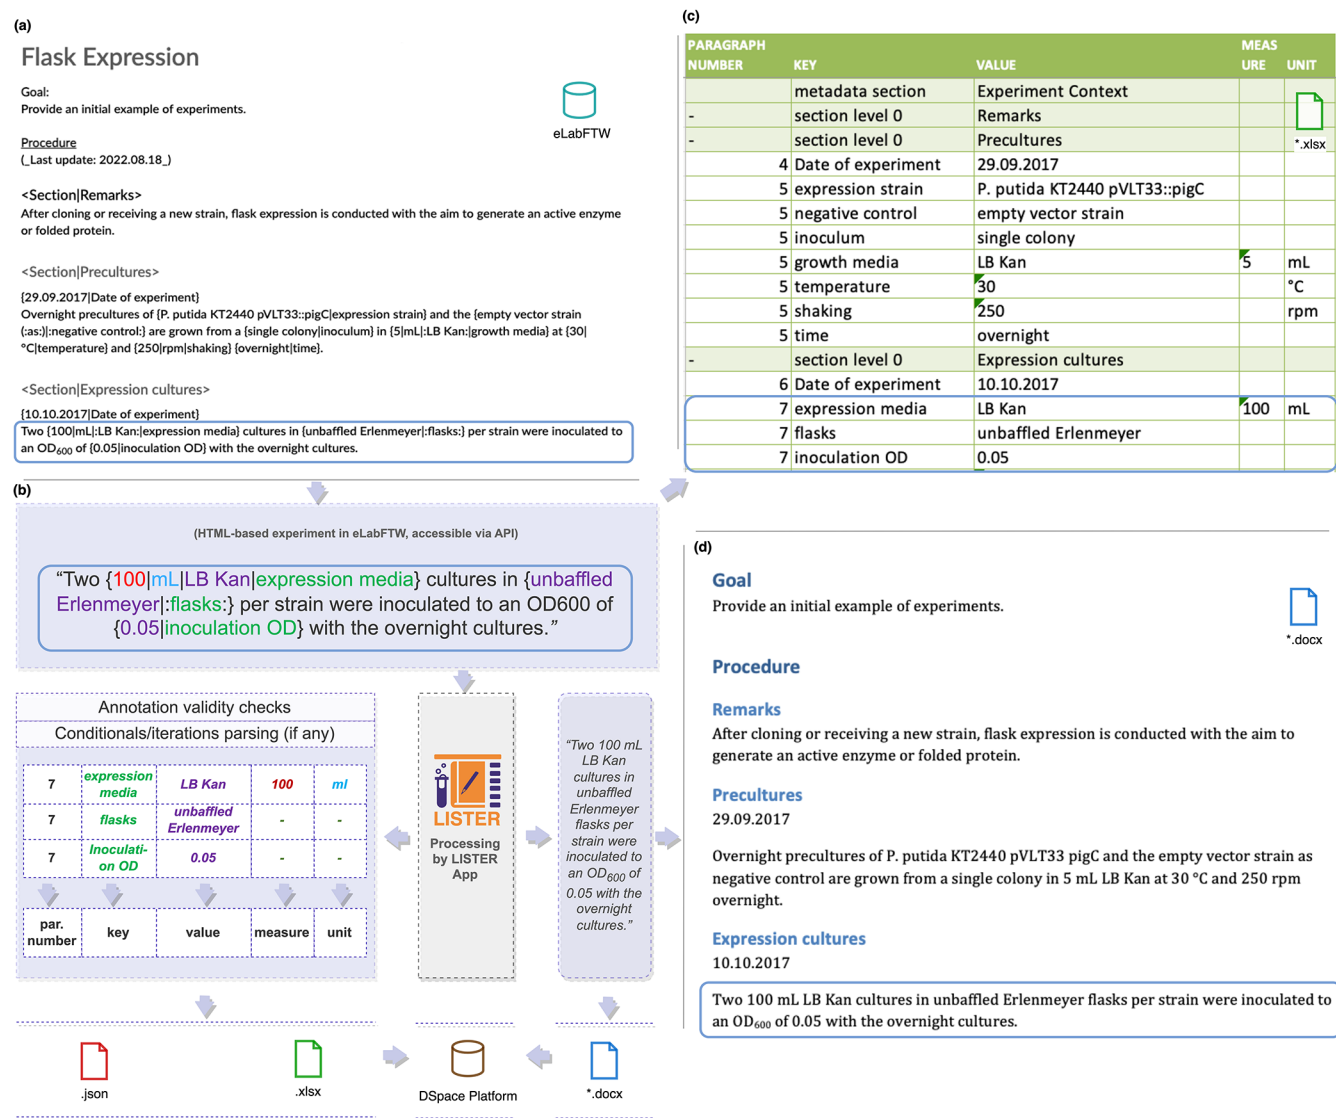 (a)
Flask Expression
Goal:
Provide an initial example of experiments.
eLabFTW
Procedure
(_Last update: 2022.08.18_)
<Section|Remarks>
After cloning or receiving a new strain, flask expression is conducted with the aim to generate an active enzyme
or folded protein.
<Section|Precultures>
{29.09.2017|Date of experiment}
Overnight precultures of {P. putida KT2440 pVLT33::pigC|expression strain} and the {empty vector strain
(:as:)|:negative control:} are grown from a {single colony|inoculum} in {5|mL|:LB Kan:|growth media} at {30|
°C|temperature} and {250|rpm|shaking} {overnight|time}.
<Section|Expression cultures>
{10.10.2017|Date of experiment}
Two {100|mL|:LB Kan:|expression media} cultures in {unbaffled Erlenmeyer|:flasks:} per strain were inoculated to
an OD600 of {0.05|inoculation OD} with the overnight cultures.
(b)
(HTML-based experiment in eLabFTW, accessible via API)
“Two {100|mL|LB Kan|expression media} cultures in {unbaffled
Erlenmeyer|:flasks:} per strain were inoculated to an OD600 of
{0.05|inoculation OD} with the overnight cultures.”
Annotation validity checks
Conditionals/iterations parsing (if any)
7 expression media LB Kan 100 ml
7 flasks unbaffled Erlenmeyer - -
7 Inoculati-on OD 0.05 - -
par. number key value measure unit
LISTER
Processing
by LISTER
App
“Two 100 mL
LB Kan
cultures in
unbaffled
Erlenmeyer
flasks per
strain were
inoculated to
an OD600 of
0.05 with the
overnight
cultures.”
.json
.xlsx
DSpace Platform
*.docx
(c)
PARAGRAPH NUMBER KEY VALUE MEAS URE UNIT
metadata section Experiment Context
- section level 0 Remarks
- section level 0 Precultures
*.xlsx
4 Date of experiment 29.09.2017
5 expression strain P. putida KT2440 pVLT33::pigC
5 negative control empty vector strain
5 inoculum single colony
5 growth media LB Kan 5 mL
5 temperature 30 °C
5 shaking 250 rpm
5 time overnight
- section level 0 Expression cultures
6 Date of experiment 10.10.2017
7 expression media LB Kan 100 mL
7 flasks unbaffled Erlenmeyer
7 inoculation OD 0.05
(d)
Goal
Provide an initial example of experiments.
*.docx
Procedure
Remarks
After cloning or receiving a new strain, flask expression is conducted with the aim to
generate an active enzyme or folded protein.
Precultures
29.09.2017
Overnight precultures of P. putida KT2440 pVLT33 pigC and the empty vector strain as
negative control are grown from a single colony in 5 mL LB Kan at 30 °C and 250 rpm
overnight.
Expression cultures
10.10.2017
Two 100 mL LB Kan cultures in unbaffled Erlenmeyer flasks per strain were inoculated to
an OD600 of 0.05 with the overnight cultures.